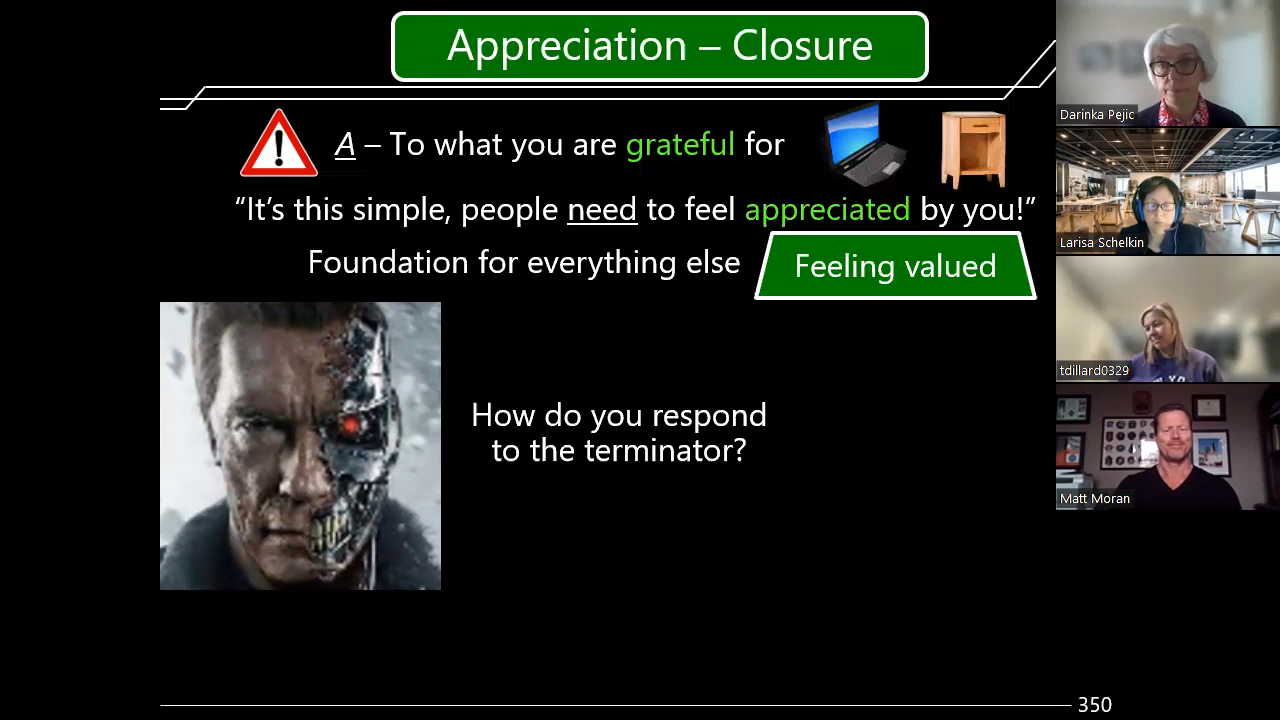 Appreciation – Closure
A – To what you are grateful for
“It’s this simple, people need to feel appreciated by you!”
Foundation for everything else
Feeling valued
How do you respond
to the terminator?
350
Darinka Pejic
Larisa Schelkin
tdillard0329
Matt Moran